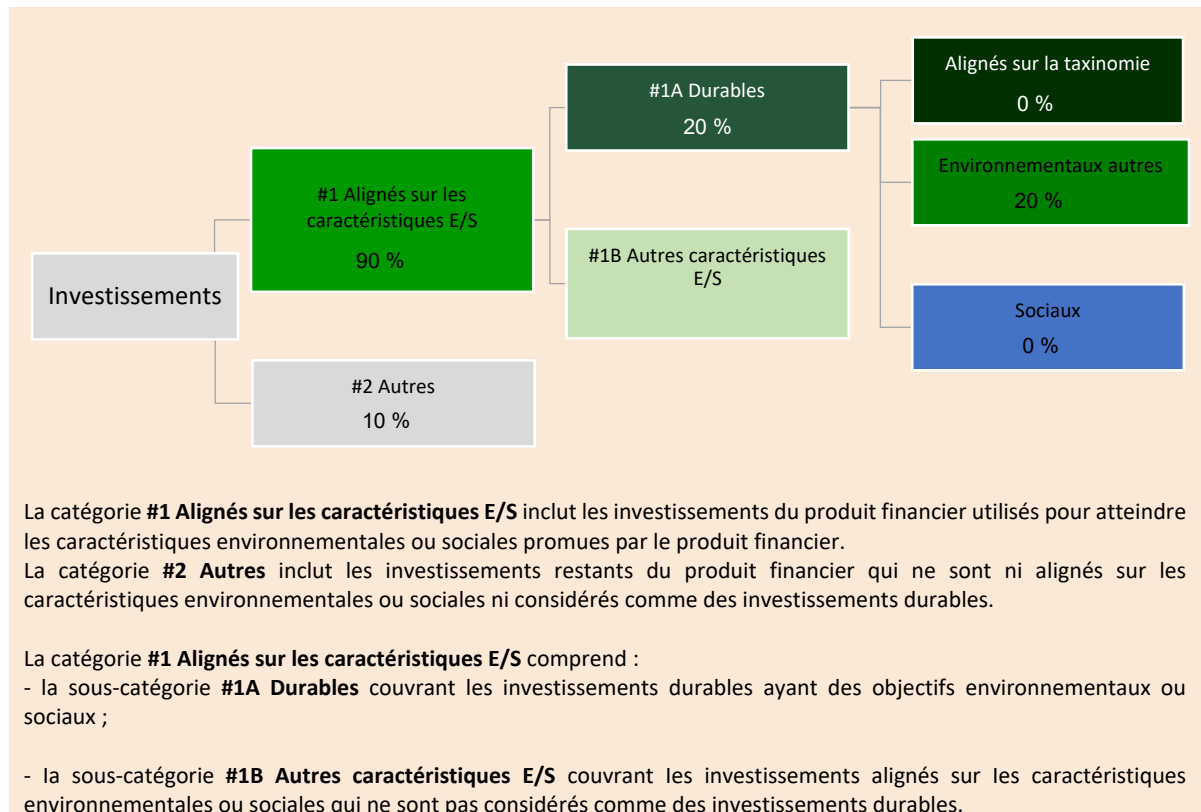 Alignés sur la taxinomie
0 %
#1A Durables
20 %
Environnementaux autres
20 %
#1 Alignés sur les
caractéristiques E/S
90 %
#1B Autres caractéristiques
E/S
Investissements
Sociaux
0 %
#2 Autres
10 %
La catégorie #1 Alignés sur les caractéristiques E/S inclut les investissements du produit financier utilisés pour atteindre
les caractéristiques environnementales ou sociales promues par le produit financier.
La catégorie #2 Autres inclut les investissements restants du produit financier qui ne sont ni alignés sur les
caractéristiques environnementales ou sociales ni considérés comme des investissements durables.
La catégorie #1 Alignés sur les caractéristiques E/S comprend :
- la sous-catégorie #1A Durables couvrant les investissements durables ayant des objectifs environnementaux ou
sociaux ;
- la sous-catégorie #1B Autres caractéristiques E/S couvrant les investissements alignés sur les caractéristiques
environnementales ou sociales qui ne sont pas considérés comme des investissements durables.